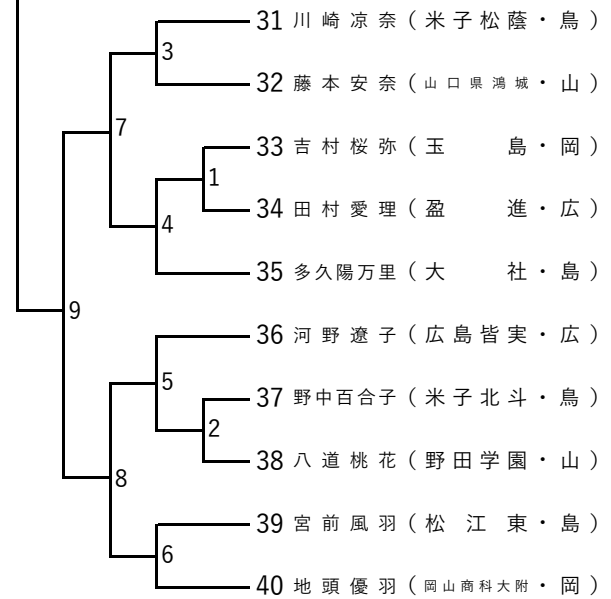 31 川崎凉奈(米子松蔭・鳥)
3
32 藤本安奈(山口県鴻城・山)
7
33 吉村桜弥(玉島・岡)
1
34 田村愛理(盈進・広)
4
35 多久陽万里(大社・島)
9
36 河野遼子(広島皆実・広)
5
37 野中百合子(米子北斗・鳥)
2
38 八道桃花(野田学園・山)
8
39 宮前風羽(松江東・島)
6
40 地頭優羽(岡山商科大附・岡)